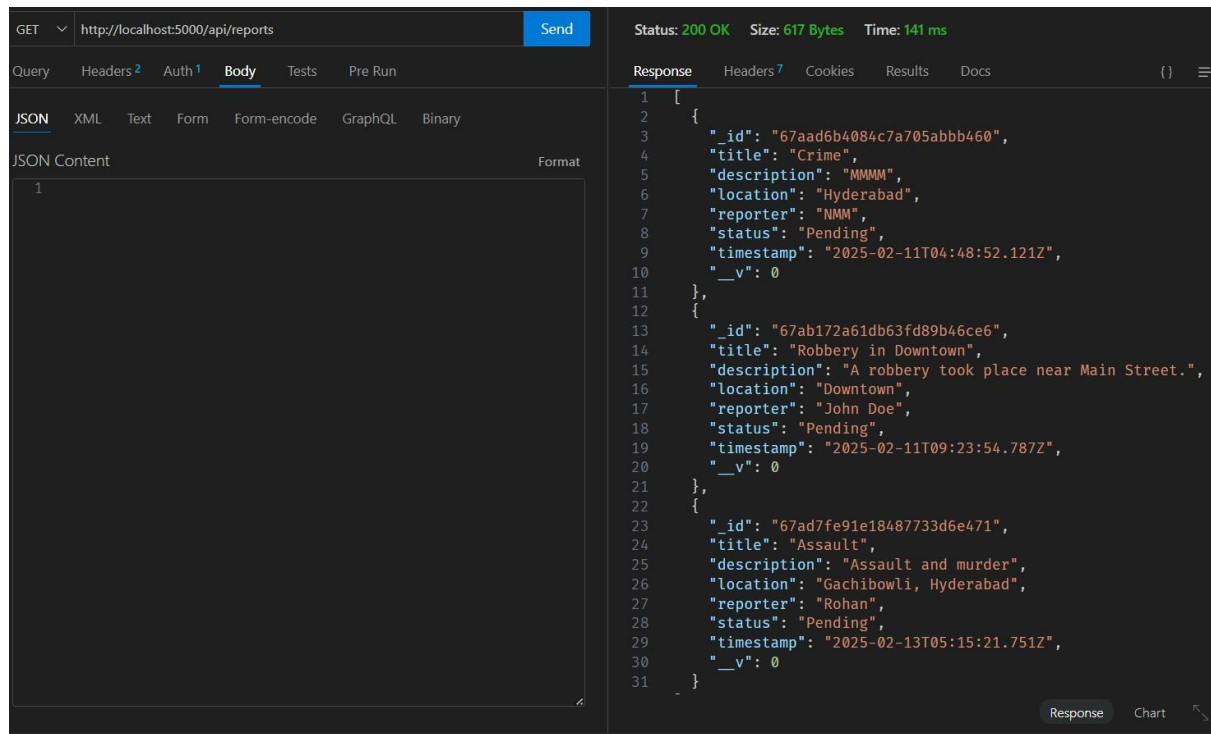 GET http://localhost:5000/api/reports Send
Query Headers 2 Auth 1 Body Tests Pre Run
JSON XML Text Form Form-encode GraphQL Binary
JSON Content Format
1
Status: 200 OK Size: 617 Bytes Time: 141 ms
Response Headers 7 Cookies Results Docs {}
1 [
2 {
3 "_id": "67aad6b4084c7a705abbb460",
4 "title": "Crime",
5 "description": "MMMM",
6 "location": "Hyderabad",
7 "reporter": "NMM",
8 "status": "Pending",
9 "timestamp": "2025-02-11T04:48:52.121Z",
10 "__v": 0
11 },
12 {
13 "_id": "67ab172a61db63fd89b46ce6",
14 "title": "Robbery in Downtown",
15 "description": "A robbery took place near Main Street.",
16 "location": "Downtown",
17 "reporter": "John Doe",
18 "status": "Pending",
19 "timestamp": "2025-02-11T09:23:54.787Z",
20 "__v": 0
21 },
22 {
23 "_id": "67ad7fe91e18487733d6e471",
24 "title": "Assault",
25 "description": "Assault and murder",
26 "location": "Gachibowli, Hyderabad",
27 "reporter": "Rohan",
28 "status": "Pending",
29 "timestamp": "2025-02-13T05:15:21.751Z",
30 "__v": 0
31 }
Response Chart